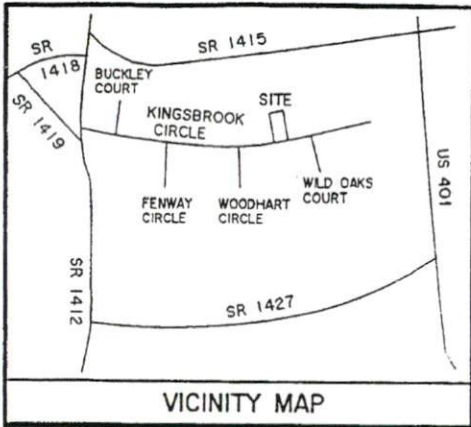 SR 1415
SR
1418
SR 1419
BUCKLEY
COURT
KINGSBROOK
CIRCLE
SITE
FENWAY
CIRCLE
WOODHART
CIRCLE
WILD OAKS
COURT
US 401
SR 1412
SR 1427
VICINITY MAP